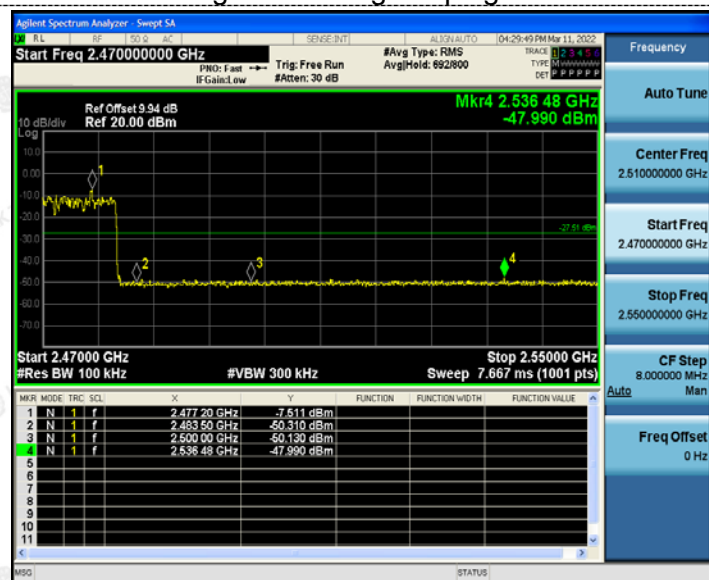 Agilent Spectrum Analyzer - Swept SA
RL RF 50 Ω AC SENSE:INT ALIGNAUTO 04:29:49 PM Mar 11, 2022
Start Freq 2.470000000 GHz
PNO: Fast
IFGain:Low
Trig: Free Run
#Atten: 30 dB
#Avg Type: RMS
Avg|Hold: 692/800
TRACE 1 2 3 4 5 6
TYPE M WWWWW
DET P P P P P P
Ref Offset 9.94 dB
Ref 20.00 dBm
10 dB/div
Log
Mkr4 2.536 48 GHz
-47.990 dBm
10.0
0.00
-10.0
-20.0
-30.0
-40.0
-50.0
-60.0
-70.0
1
2
3
4
-27.51 dBm
Start 2.47000 GHz Stop 2.55000 GHz
#Res BW 100 kHz #VBW 300 kHz Sweep 7.667 ms (1001 pts)
MKR MODE TRC SCL X Y FUNCTION FUNCTION WIDTH FUNCTION VALUE
1 N 1 f 2.477 20 GHz -7.511 dBm
2 N 1 f 2.483 50 GHz -50.310 dBm
3 N 1 f 2.500 00 GHz -50.130 dBm
4 N 1 f 2.536 48 GHz -47.990 dBm
5
6
7
8
9
10
11
MSG STATUS
Frequency
Auto Tune
Center Freq
2.510000000 GHz
Start Freq
2.470000000 GHz
Stop Freq
2.550000000 GHz
CF Step
8.000000 MHz
Auto Man
Freq Offset
0 Hz